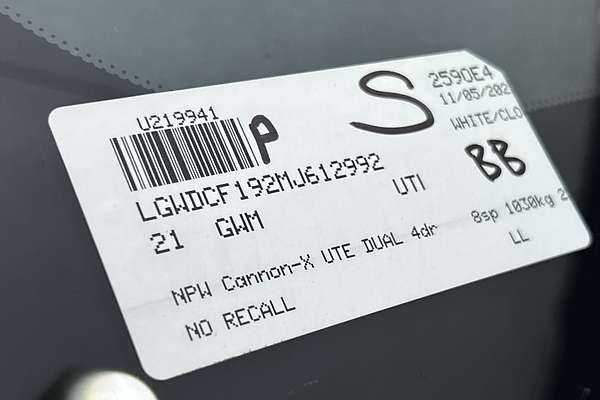 U219941
P
S
2590E4
11/05/202
WHITE/CLO
BB
LGWDCF192MJ612992
UTI
21 GWM
NPW Cannon-X UTE DUAL 4dr 8sp 1030kg 2
NO RECALL
LL